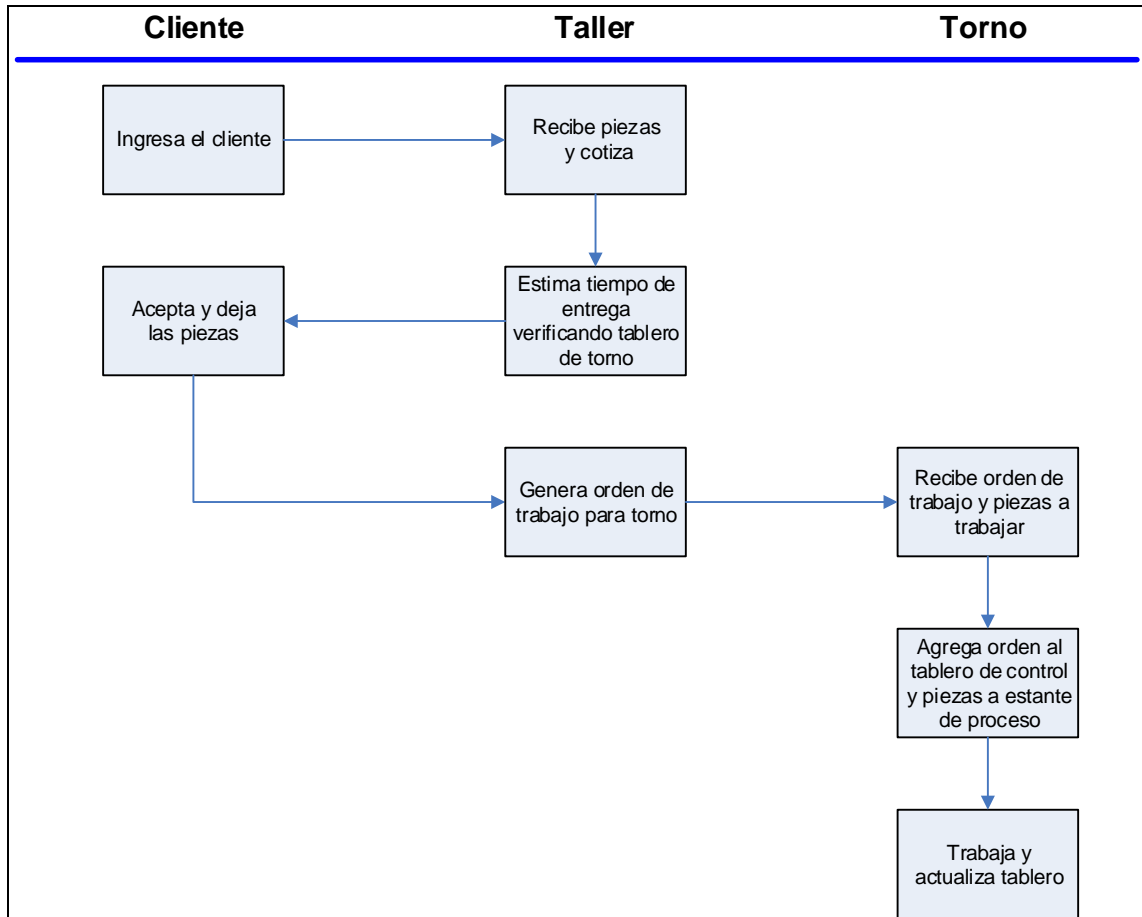 Cliente
Taller
Torno
Ingresa el cliente
Recibe piezas
y cotiza
Acepta y deja
las piezas
Estima tiempo de
entrega
verificando tablero
de torno
Genera orden de
trabajo para torno
Recibe orden de
trabajo y piezas a
trabajar
Agrega orden al
tablero de control
y piezas a estante
de proceso
Trabaja y
actualiza tablero